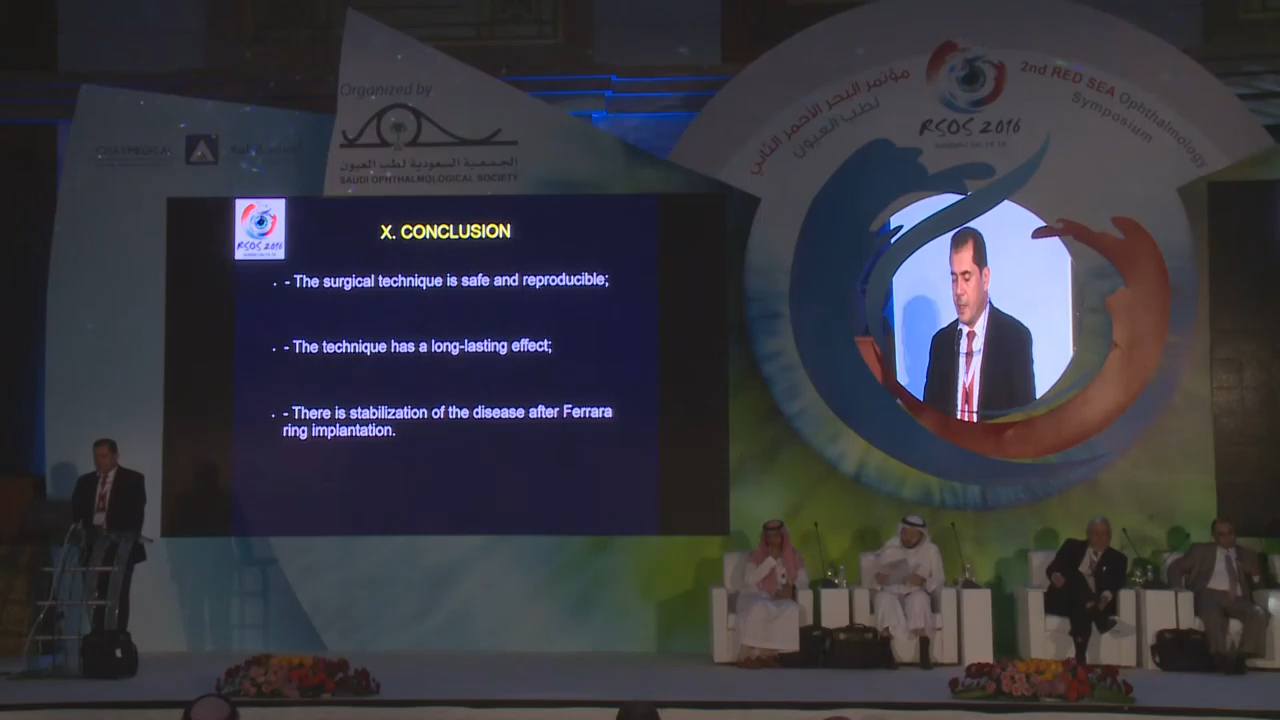 Organized by
الجمعية السعودية لطب العيون
SAUDI OPHTHALMOLOGICAL SOCIETY
مؤتمر البحر الأحمر الثاني
لطب العيون
2nd RED SEA Ophthalmology
Symposium
RSOS 2016
RSOS 2016
X. CONCLUSION
. - The surgical technique is safe and reproducible;
. - The technique has a long-lasting effect;
. - There is stabilization of the disease after Ferrara
ring implantation.